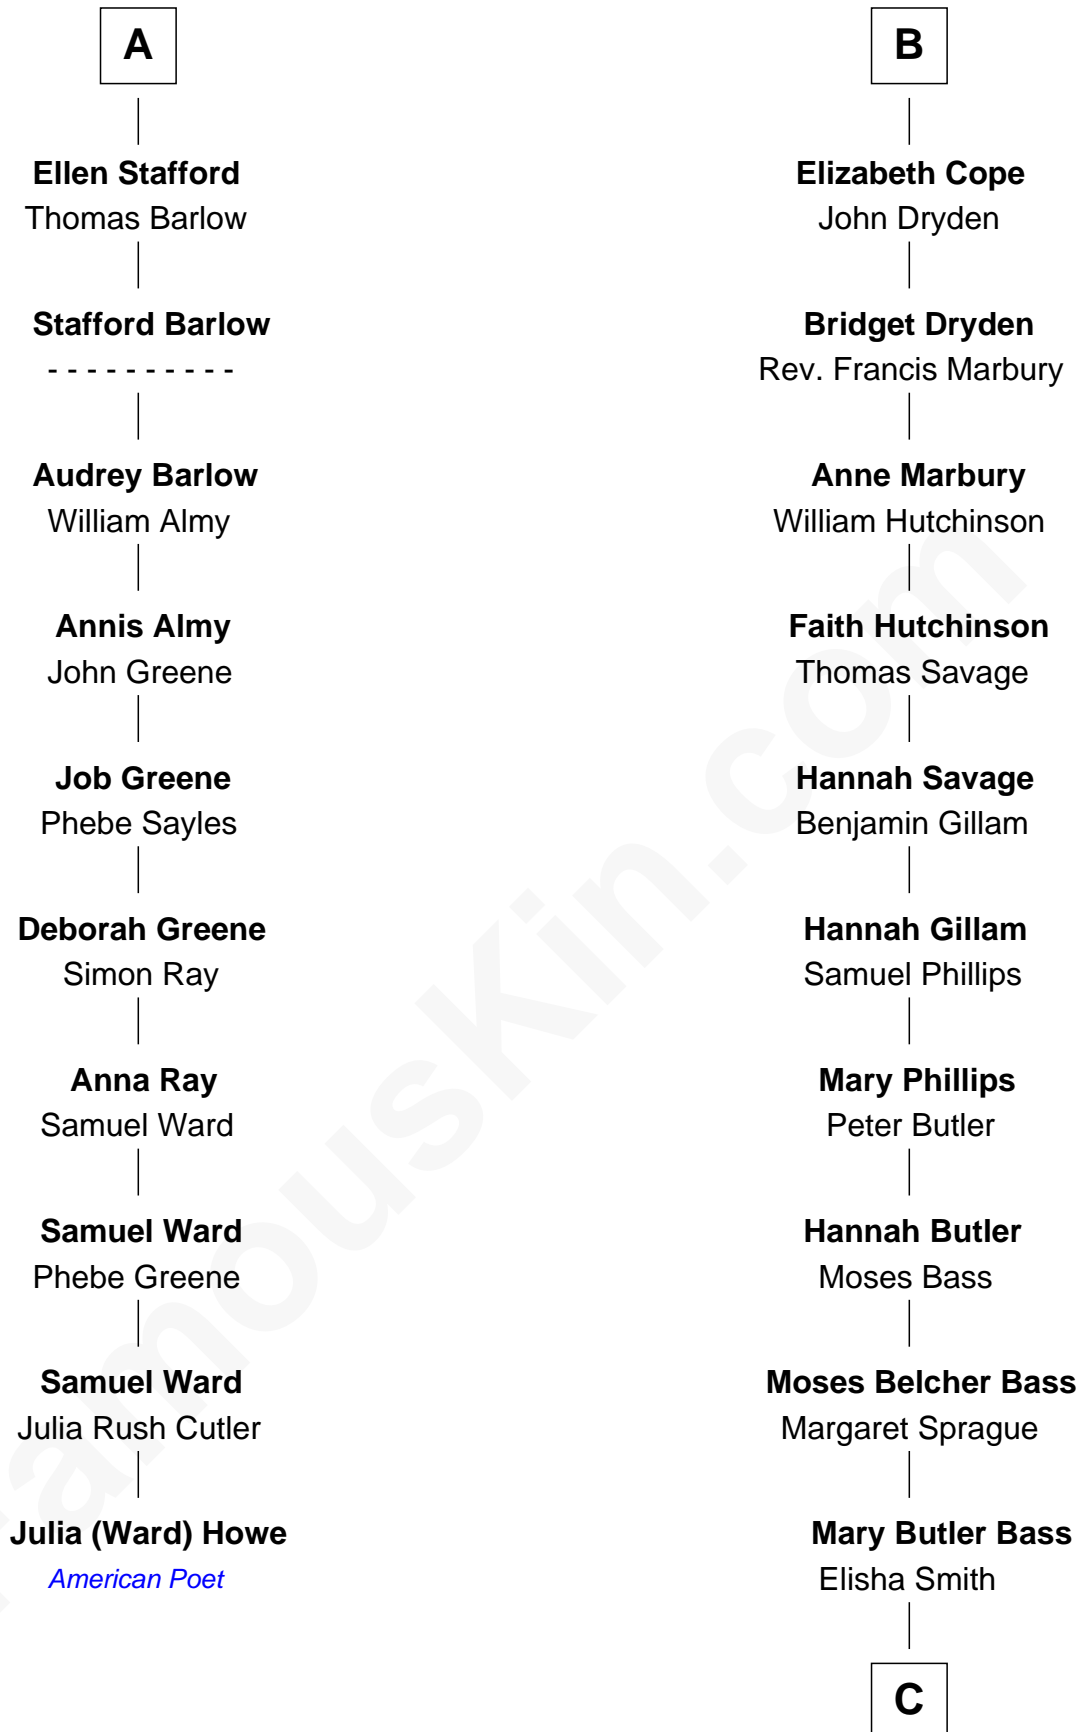 A
Ellen Stafford
Thomas Barlow
Stafford Barlow
- - - - - - - - - -
Audrey Barlow
William Almy
Annis Almy
John Greene
Job Greene
Phebe Sayles
Deborah Greene
Simon Ray
Anna Ray
Samuel Ward
Samuel Ward
Phebe Greene
Samuel Ward
Julia Rush Cutler
Julia (Ward) Howe
American Poet
B
Elizabeth Cope
John Dryden
Bridget Dryden
Rev. Francis Marbury
Anne Marbury
William Hutchinson
Faith Hutchinson
Thomas Savage
Hannah Savage
Benjamin Gillam
Hannah Gillam
Samuel Phillips
Mary Phillips
Peter Butler
Hannah Butler
Moses Bass
Moses Belcher Bass
Margaret Sprague
Mary Butler Bass
Elisha Smith
C
FamousKin.com